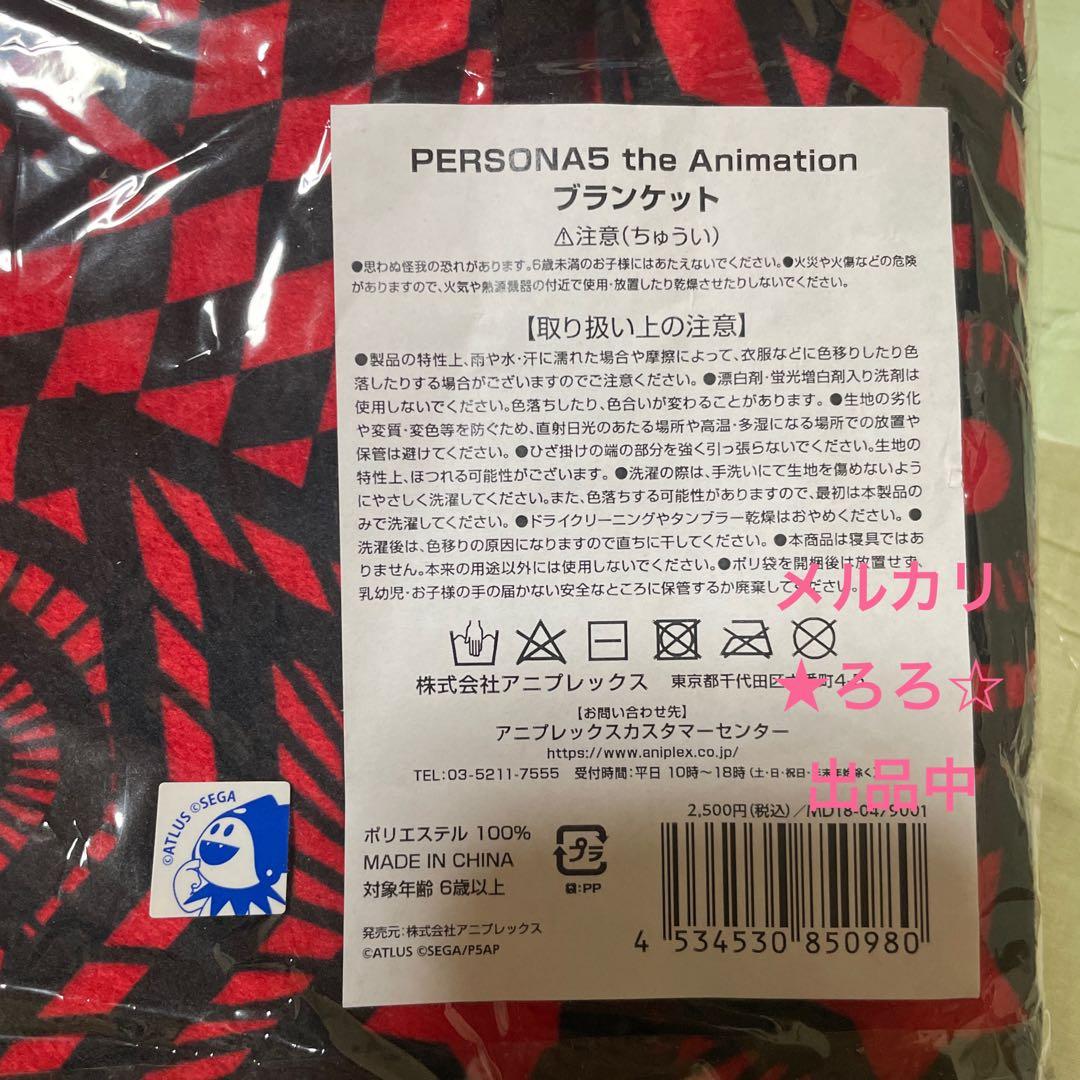 PERSONA5 the Animation
ブランケット
⚠注意(ちゅうい)
●思わぬ怪我の恐れがあります。6歳未満のお子様にはあたえないでください。●火災や火傷などの危険
がありますので、火気や熱源機器の付近で使用・放置したり乾燥させたりしないでください。
【取り扱い上の注意】
●製品の特性上、雨や水・汗に濡れた場合や摩擦によって、衣服などに色移りしたり色
落したりする場合がございますのでご注意ください。●漂白剤・蛍光増白剤入り洗剤は
使用しないでください。色落ちしたり、色合いが変わることがあります。●生地の劣化
や変質・変色等を防ぐため、直射日光のあたる場所や高温・多湿になる場所での放置や
保管は避けてください。●ひざ掛けの端の部分を強く引っ張らないでください。生地の
特性上、ほつれる可能性がございます。●洗濯の際は、手洗いにて生地を傷めないよう
にやさしく洗濯してください。また、色落ちする可能性がありますので、最初は本製品の
みで洗濯してください。●ドライクリーニングやタンブラー乾燥はおやめください。●
洗濯後は、色移りの原因になりますので直ちに干してください。●本商品は寝具ではあ
りません。本来の用途以外には使用しないでください。●ポリ袋を開梱後は放置せず、
乳幼児・お子様の手の届かない安全なところに保管するか廃棄してください。
メルカリ
株式会社アニプレックス 東京都千代田区
★ろろ☆
【お問い合わせ先】
アニプレックスカスタマーセンター
https://www.aniplex.co.jp/
TEL:03-5211-7555 受付時間:平日 10時〜18時(土・日・祝日・年末年始除く)
出品中
2,500円(税込)/MD18-0479001
ポリエステル 100%
MADE IN CHINA
対象年齢 6歳以上
プラ
袋:PP
発売元:株式会社アニプレックス
©ATLUS ©SEGA/P5AP
4 534530 850980
©ATLUS ©SEGA